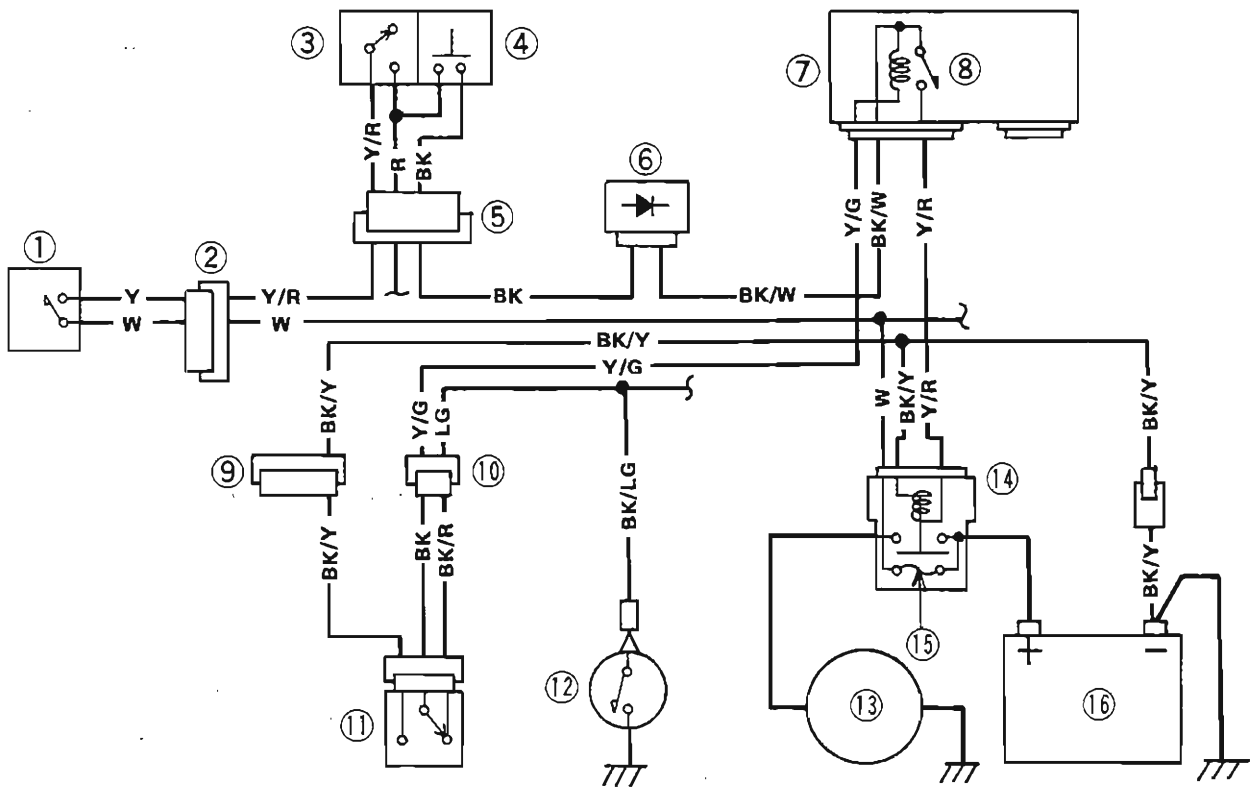 ③
④
⑦
⑧
Y/R
R
BK
⑥
⑤
Y/G
BK/W
Y/R
①
②
Y
Y/R
BK
BK/W
W
W
BK/Y
Y/G
BK/Y
Y/G
LG
W
BK/Y
Y/R
BK/Y
⑨
⑩
⑭
BK/LG
BK/Y
BK
BK/R
BK/Y
⑮
+
−
⑫
⑬
⑯
⑪